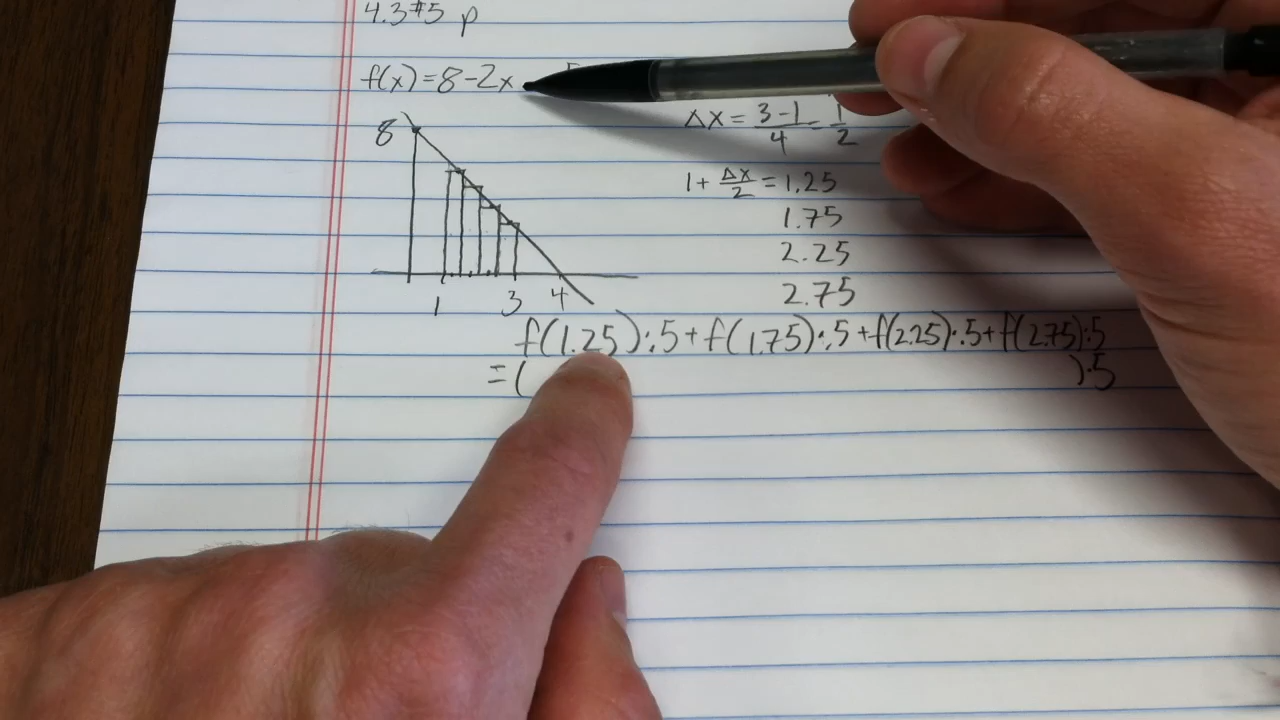 4.3#5 p
f(x)=8-2x
Δx = 3-1/4 = 1/2
8
1+ Δx/2 = 1.25
1.75
2.25
2.75
1 3 4
f(1.25)·.5+f(1.75)·.5+f(2.25)·.5+f(2.75)·.5
=( )·.5